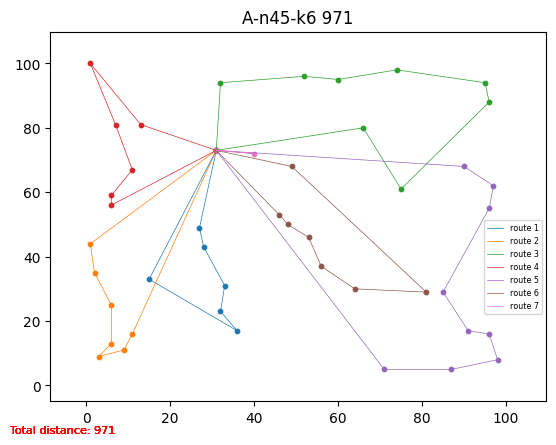 A-n45-k6 971
100
80
60
40
20
0
0 20 40 60 80 100
route 1
route 2
route 3
route 4
route 5
route 6
route 7
Total distance: 971